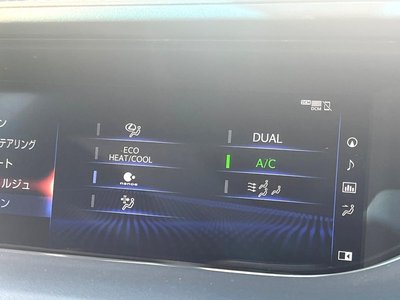 DCM
ン
テアリング
ート
ルジュ
ン
ECO
HEAT/COOL
nanoe
DUAL
A/C